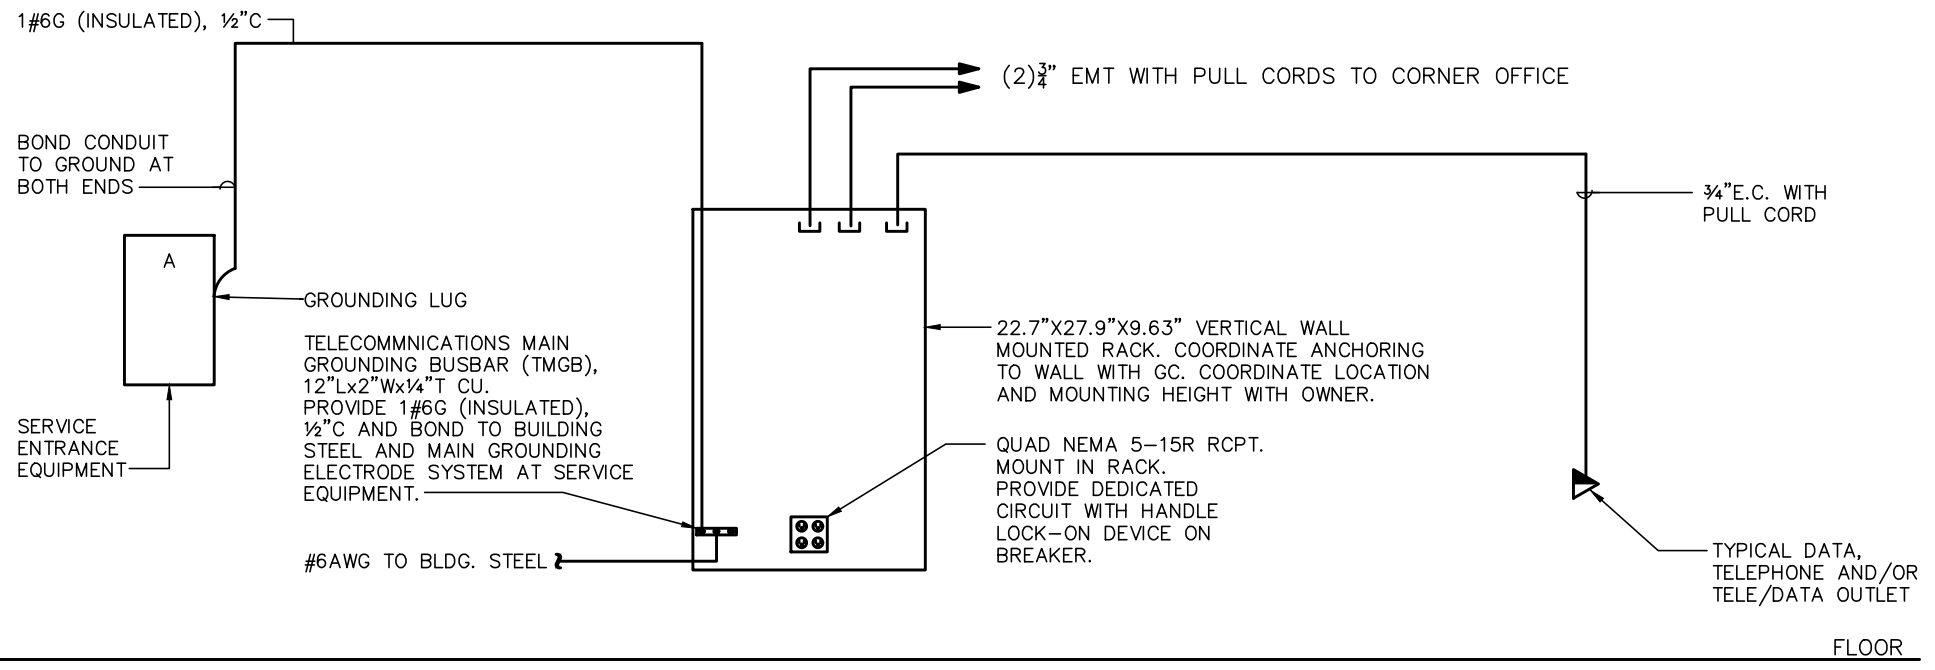 1#6G (INSULATED), ½"C
(2)¾" EMT WITH PULL CORDS TO CORNER OFFICE
BOND CONDUIT
TO GROUND AT
BOTH ENDS
¾"E.C. WITH
PULL CORD
A
GROUNDING LUG
TELECOMMNICATIONS MAIN
GROUNDING BUSBAR (TMGB),
12"Lx2"Wx¼"T CU.
PROVIDE 1#6G (INSULATED),
½"C AND BOND TO BUILDING
STEEL AND MAIN GROUNDING
ELECTRODE SYSTEM AT SERVICE
EQUIPMENT.
22.7"X27.9"X9.63" VERTICAL WALL
MOUNTED RACK. COORDINATE ANCHORING
TO WALL WITH GC. COORDINATE LOCATION
AND MOUNTING HEIGHT WITH OWNER.
SERVICE
ENTRANCE
EQUIPMENT
QUAD NEMA 5-15R RCPT.
MOUNT IN RACK.
PROVIDE DEDICATED
CIRCUIT WITH HANDLE
LOCK-ON DEVICE ON
BREAKER.
#6AWG TO BLDG. STEEL
TYPICAL DATA,
TELEPHONE AND/OR
TELE/DATA OUTLET
FLOOR